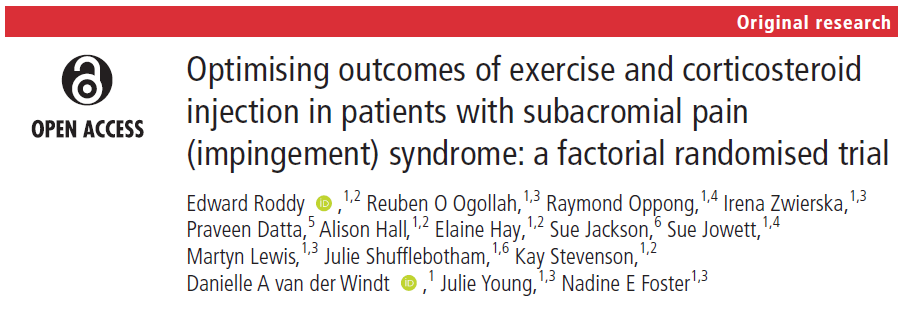 Original research
OPEN ACCESS
Optimising outcomes of exercise and corticosteroid
injection in patients with subacromial pain
(impingement) syndrome: a factorial randomised trial
Edward Roddy iD ,1,2 Reuben O Ogollah,1,3 Raymond Oppong,1,4 Irena Zwierska,1,3
Praveen Datta,5 Alison Hall,1,2 Elaine Hay,1,2 Sue Jackson,6 Sue Jowett,1,4
Martyn Lewis,1,3 Julie Shufflebotham,1,6 Kay Stevenson,1,2
Danielle A van der Windt iD ,1 Julie Young,1,3 Nadine E Foster1,3